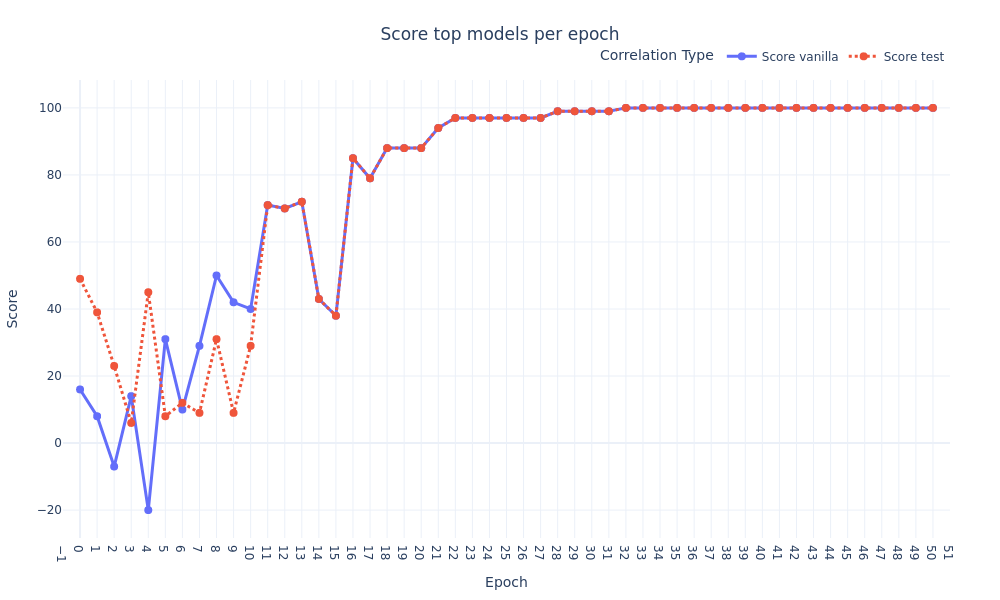 Score top models per epoch
Correlation Type Score vanilla Score test
100
80
60
40
20
0
−20
Score
−1 0 1 2 3 4 5 6 7 8 9 10 11 12 13 14 15 16 17 18 19 20 21 22 23 24 25 26 27 28 29 30 31 32 33 34 35 36 37 38 39 40 41 42 43 44 45 46 47 48 49 50 51
Epoch